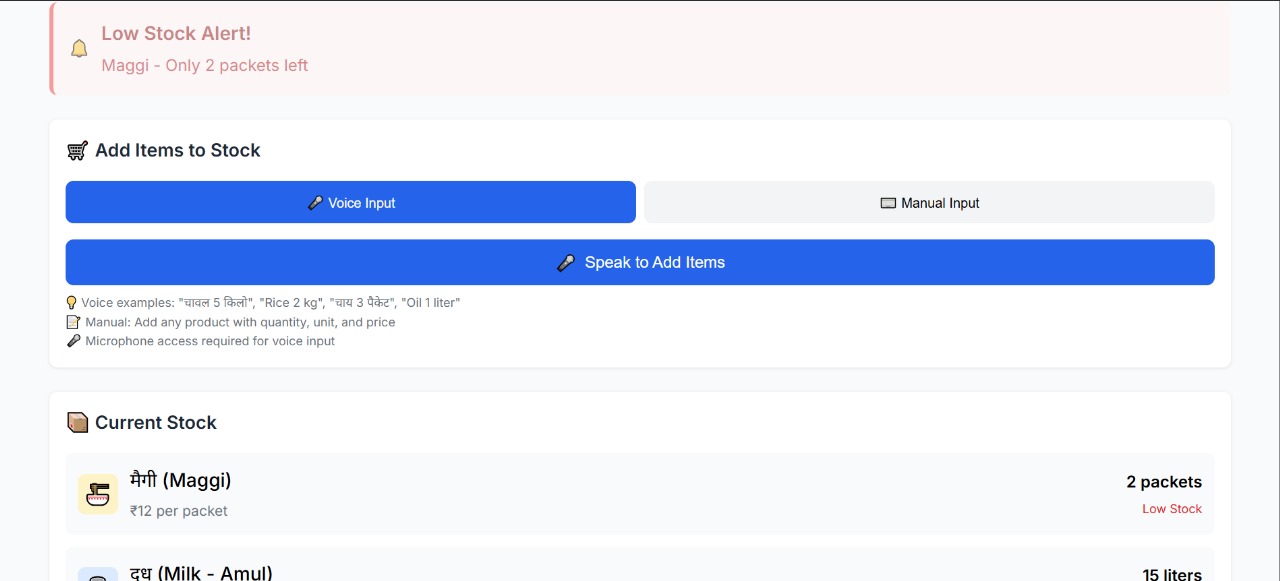 Low Stock Alert!
Maggi - Only 2 packets left
Add Items to Stock
Voice Input
Manual Input
Speak to Add Items
Voice examples: "चावल 5 किलो", "Rice 2 kg", "चाय 3 पैकेट", "Oil 1 liter"
Manual: Add any product with quantity, unit, and price
Microphone access required for voice input
Current Stock
मैगी (Maggi)
2 packets
₹12 per packet
Low Stock
दूध (Milk - Amul)
15 liters